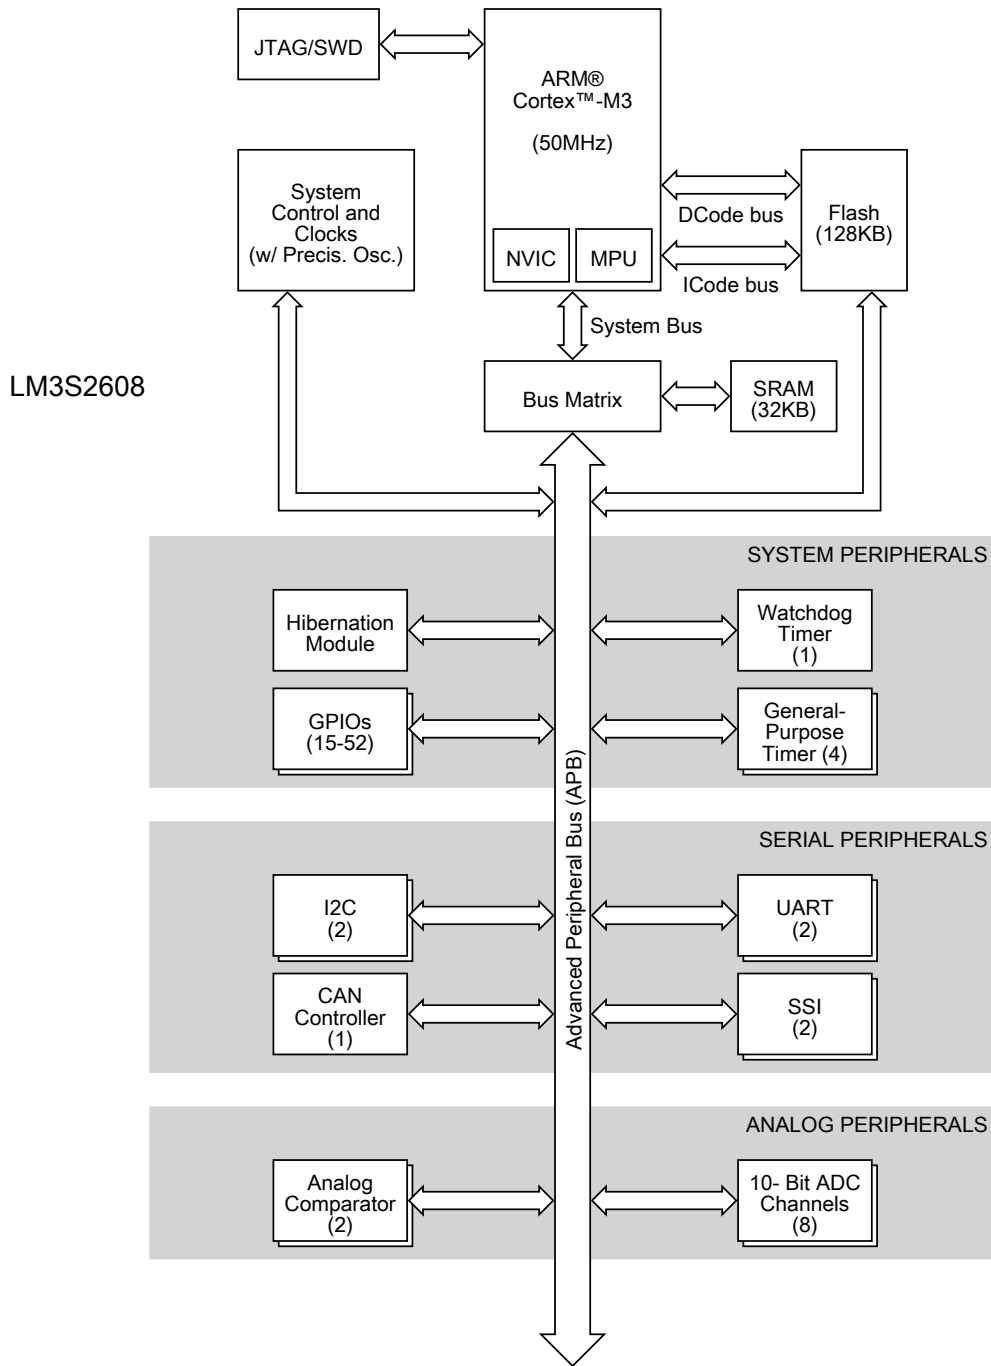 JTAG/SWD
ARM®
Cortex™-M3
(50MHz)
System
Control and
Clocks
(w/ Precis. Osc.)
DCode bus
Flash
(128KB)
NVIC
MPU
ICode bus
System Bus
LM3S2608
Bus Matrix
SRAM
(32KB)
SYSTEM PERIPHERALS
Hibernation
Module
Watchdog
Timer
(1)
GPIOs
(15-52)
General-
Purpose
Timer (4)
Advanced Peripheral Bus (APB)
SERIAL PERIPHERALS
I2C
(2)
UART
(2)
CAN
Controller
(1)
SSI
(2)
ANALOG PERIPHERALS
Analog
Comparator
(2)
10- Bit ADC
Channels
(8)